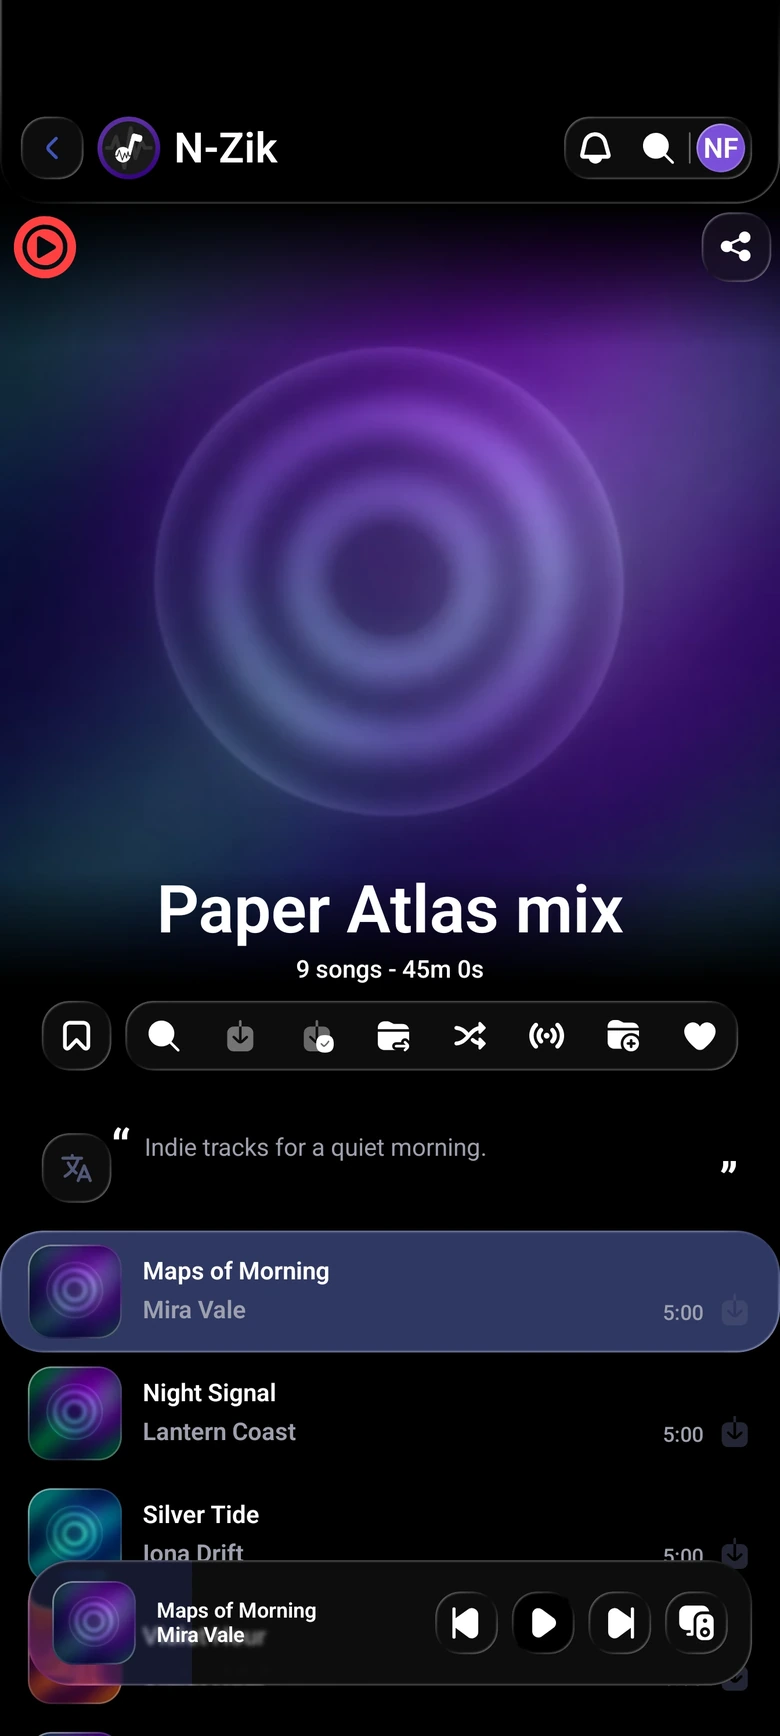 N-Zik
NF
Paper Atlas mix
9 songs - 45m 0s
“ Indie tracks for a quiet morning. ”
Maps of Morning
Mira Vale
5:00
Night Signal
Lantern Coast
5:00
Silver Tide
Iona Drift
5:00
Maps of Morning
Mira Vale